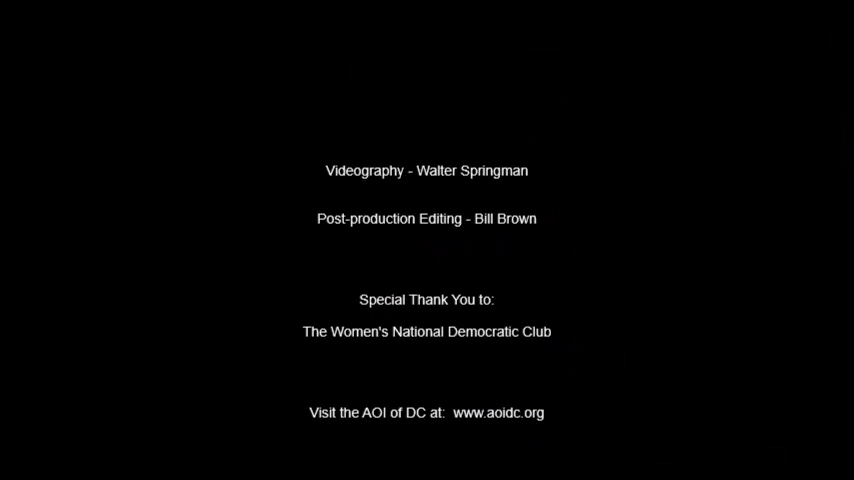 Videography - Walter Springman
Post-production Editing - Bill Brown
Special Thank You to:
The Women's National Democratic Club
Visit the AOI of DC at:  www.aoidc.org